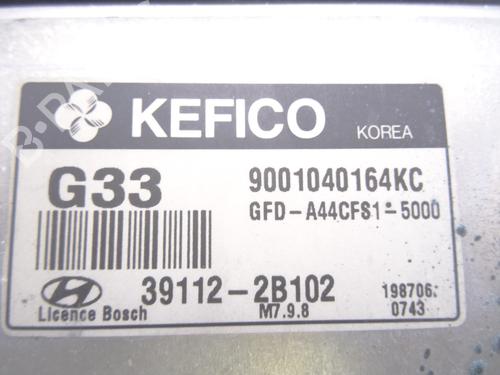 KEFICO
KOREA
G33
9001040164KC
GFD-A44CFS1-5000
39112-2B102
198706.
Licence Bosch
M7.9.8
0743